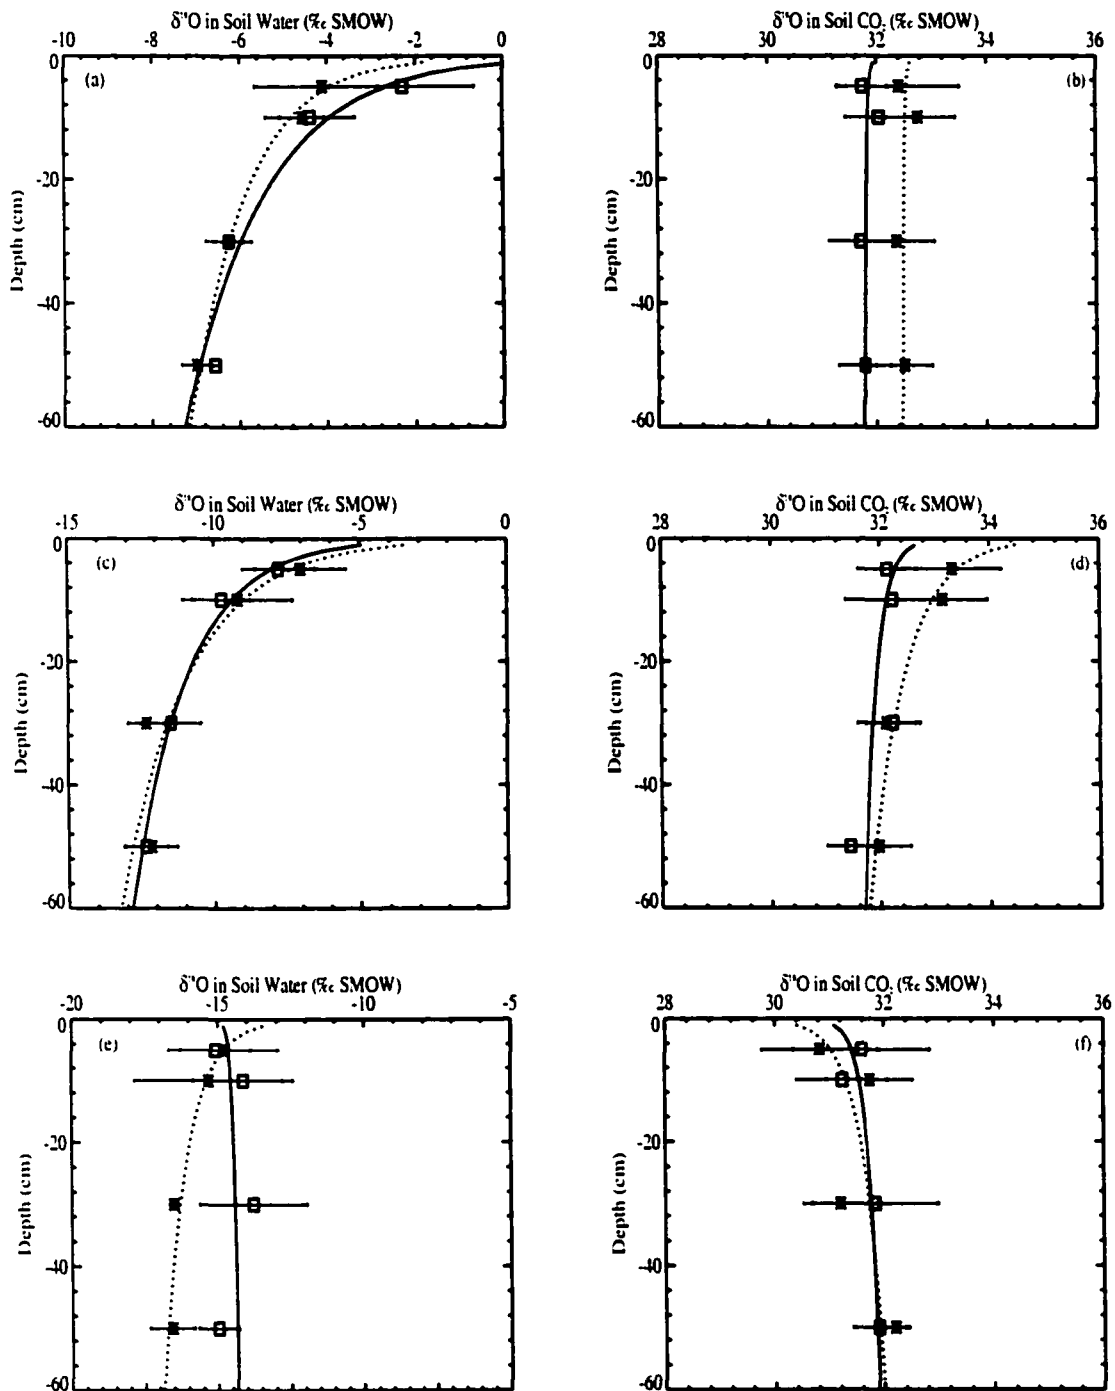 δ¹⁸O in Soil Water (‰ SMOW)
-10 -8 -6 -4 -2 0
(a)
0
-20
-40
-60
Depth (cm)
δ¹⁸O in Soil CO₂ (‰ SMOW)
28 30 32 34 36
(b)
0
-20
-40
-60
Depth (cm)
δ¹⁸O in Soil Water (‰ SMOW)
-15 -10 -5 0
(c)
0
-20
-40
-60
Depth (cm)
δ¹⁸O in Soil CO₂ (‰ SMOW)
28 30 32 34 36
(d)
0
-20
-40
-60
Depth (cm)
δ¹⁸O in Soil Water (‰ SMOW)
-20 -15 -10 -5
(e)
0
-20
-40
-60
Depth (cm)
δ¹⁸O in Soil CO₂ (‰ SMOW)
28 30 32 34 36
(f)
0
-20
-40
-60
Depth (cm)